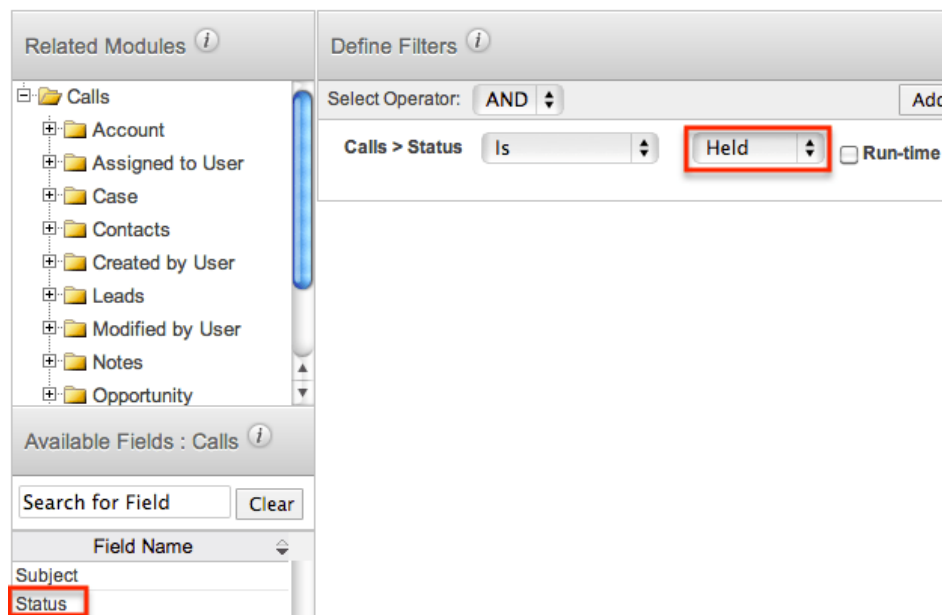 Related Modules i
Calls
Account
Assigned to User
Case
Contacts
Created by User
Leads
Modified by User
Notes
Opportunity
Available Fields : Calls i
Search for Field Clear
Field Name
Subject
Status
Define Filters i
Select Operator: AND Add
Calls > Status Is Held Run-time